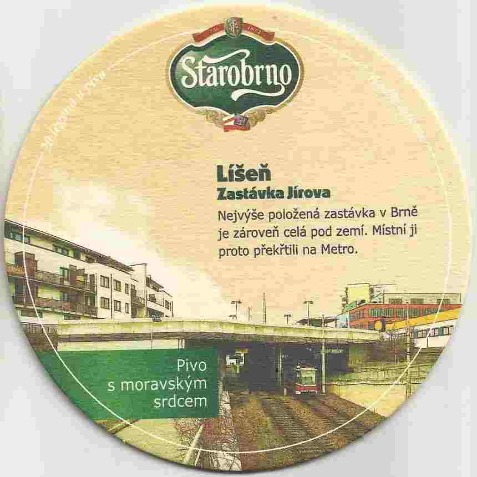 Starobrno
Líšeň
Zastávka Jírova
Nejvýše položená zastávka v Brně
je zároveň celá pod zemí. Místní ji
proto překřtili na Metro.
Pivo
s moravským
srdcem